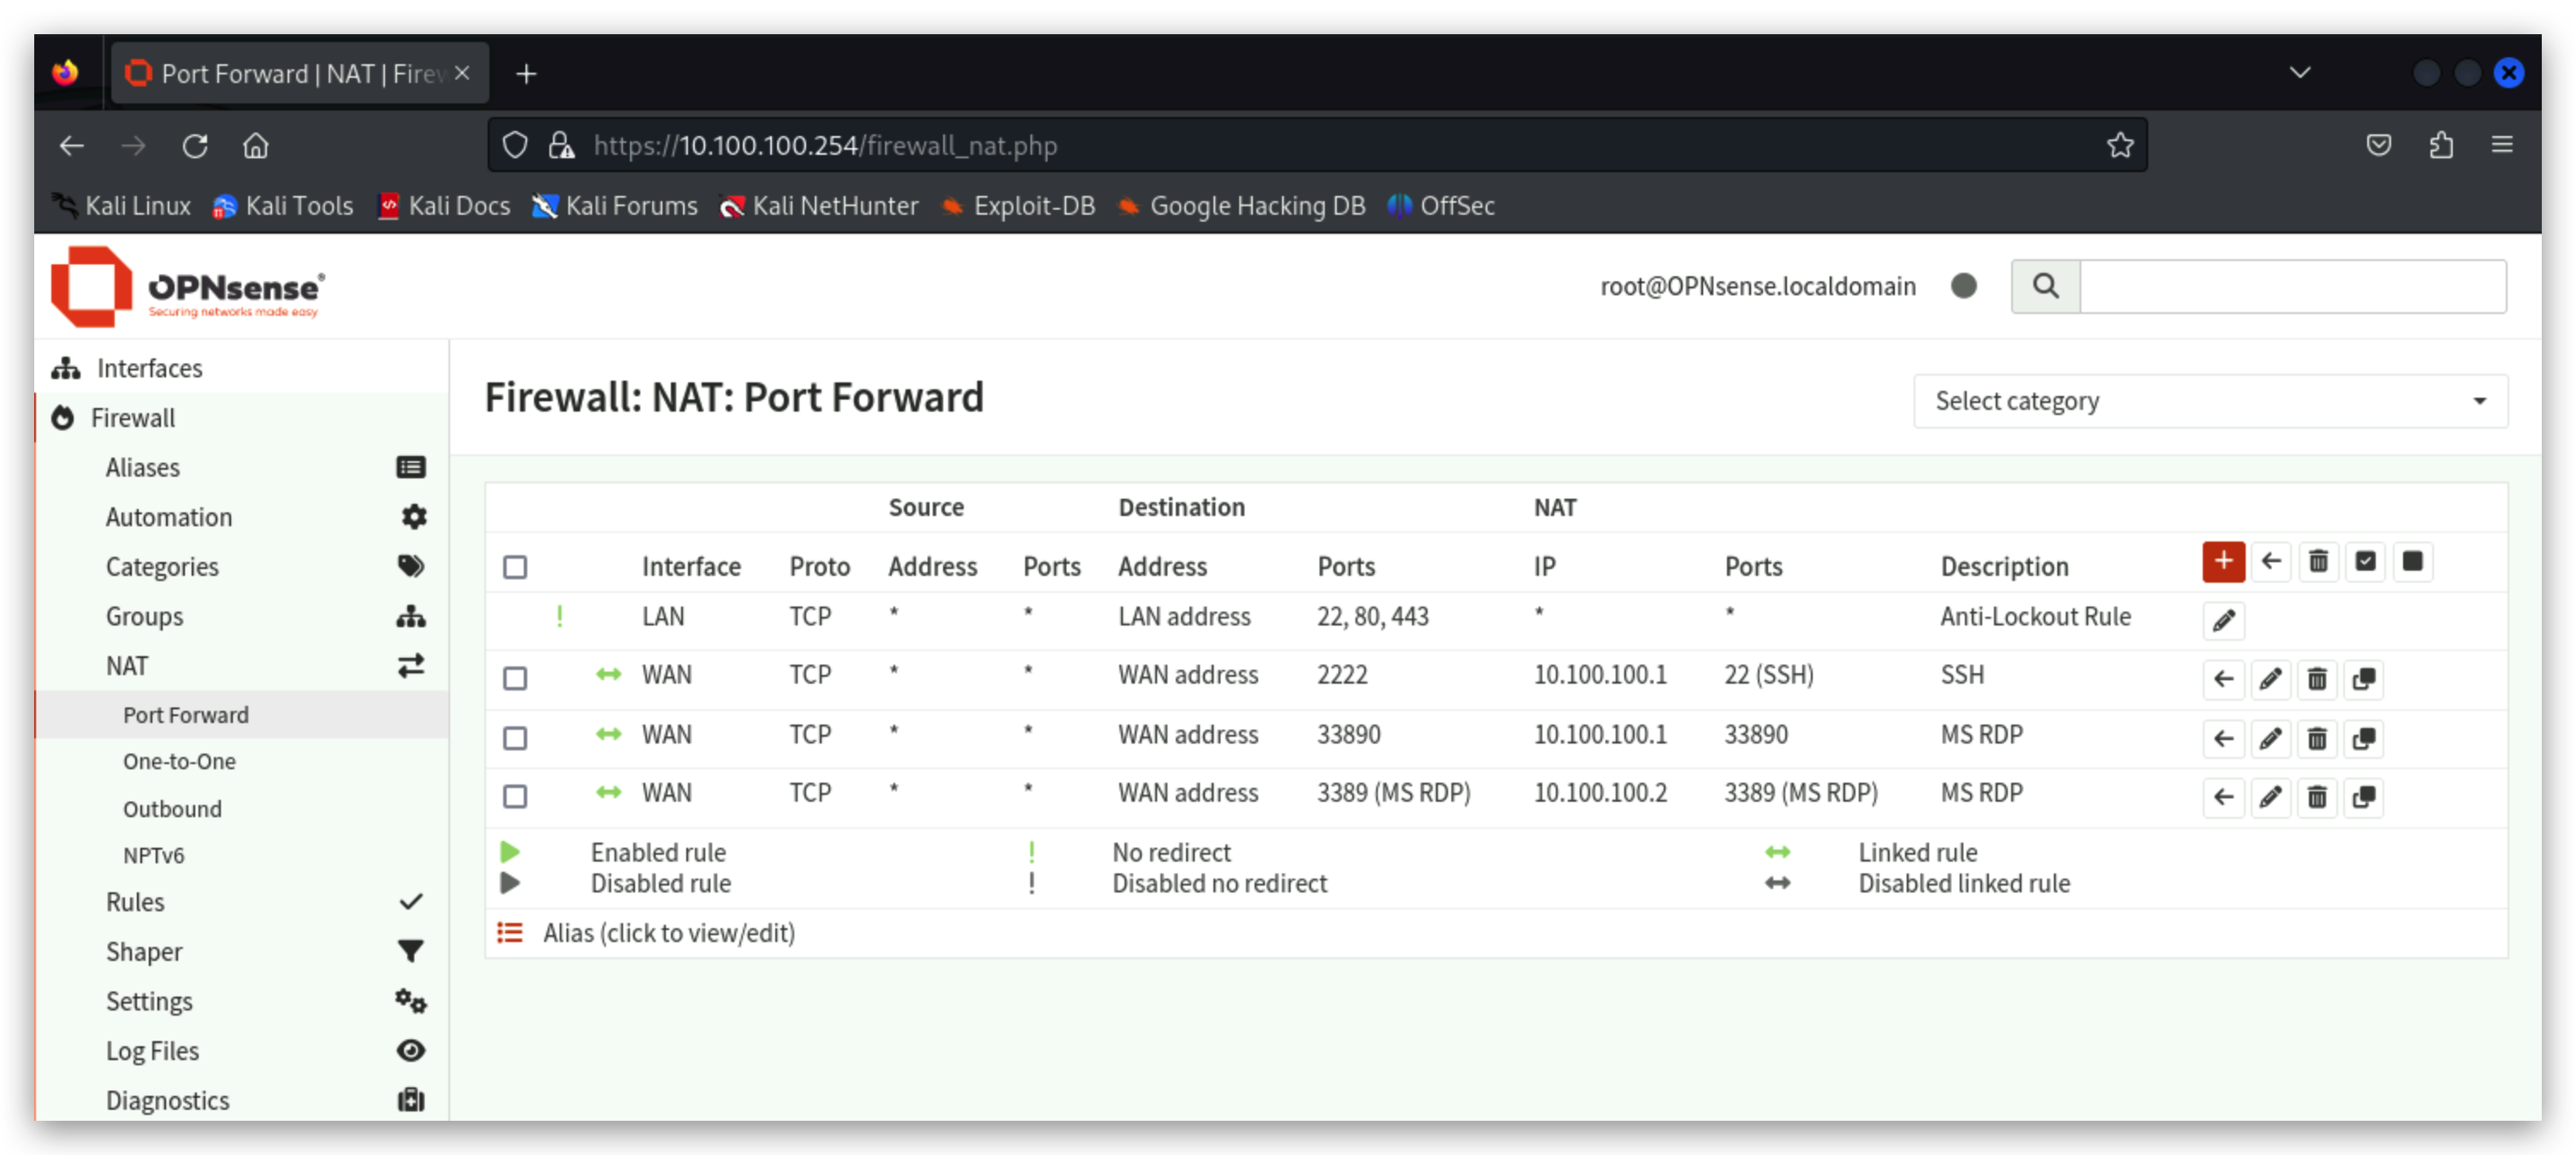 Port Forward | NAT | Firew
https://10.100.100.254/firewall_nat.php
Kali Linux Kali Tools Kali Docs Kali Forums Kali NetHunter Exploit-DB Google Hacking DB OffSec
OPNsense®
Securing networks made easy
root@OPNsense.localdomain
Interfaces
Firewall
Aliases
Automation
Categories
Groups
NAT
Port Forward
One-to-One
Outbound
NPTv6
Rules
Shaper
Settings
Log Files
Diagnostics
Firewall: NAT: Port Forward
Select category
Source Destination NAT
Interface Proto Address Ports Address Ports IP Ports Description
! LAN TCP * * LAN address 22, 80, 443 * * Anti-Lockout Rule
WAN TCP * * WAN address 2222 10.100.100.1 22 (SSH) SSH
WAN TCP * * WAN address 33890 10.100.100.1 33890 MS RDP
WAN TCP * * WAN address 3389 (MS RDP) 10.100.100.2 3389 (MS RDP) MS RDP
Enabled rule ! No redirect Linked rule
Disabled rule ! Disabled no redirect Disabled linked rule
Alias (click to view/edit)